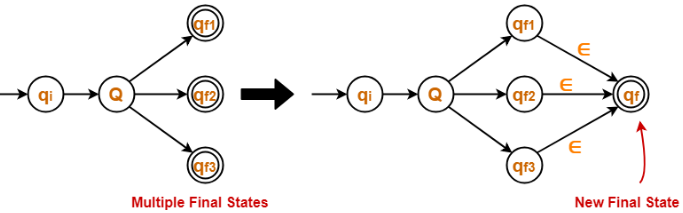 qf1
qi
Q
qf2
qf3
Multiple Final States
qf1
∈
qi
Q
qf2
∈
qf
qf3
∈
New Final State